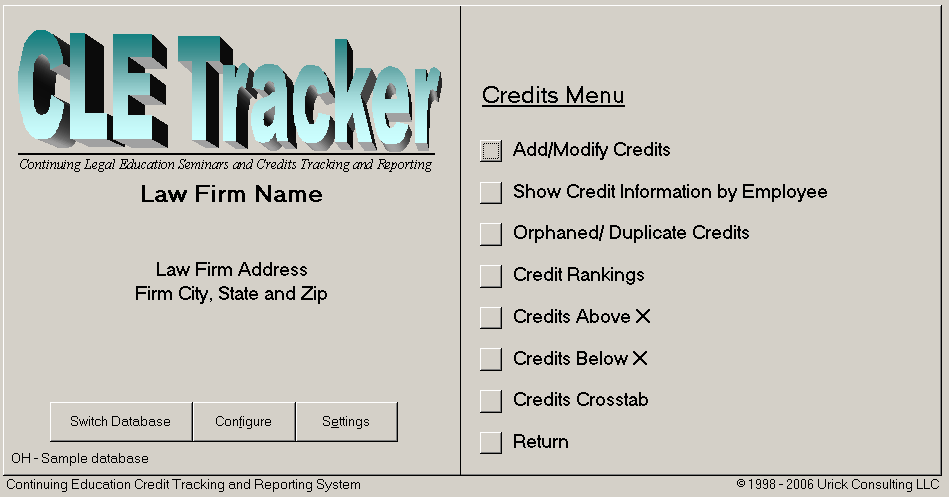 CLE Tracker
Continuing Legal Education Seminars and Credits Tracking and Reporting
Law Firm Name
Law Firm Address
Firm City, State and Zip
Switch Database
Configure
Settings
OH - Sample database
Credits Menu
Add/Modify Credits
Show Credit Information by Employee
Orphaned/ Duplicate Credits
Credit Rankings
Credits Above X
Credits Below X
Credits Crosstab
Return
Continuing Education Credit Tracking and Reporting System
© 1998 - 2006 Urick Consulting LLC